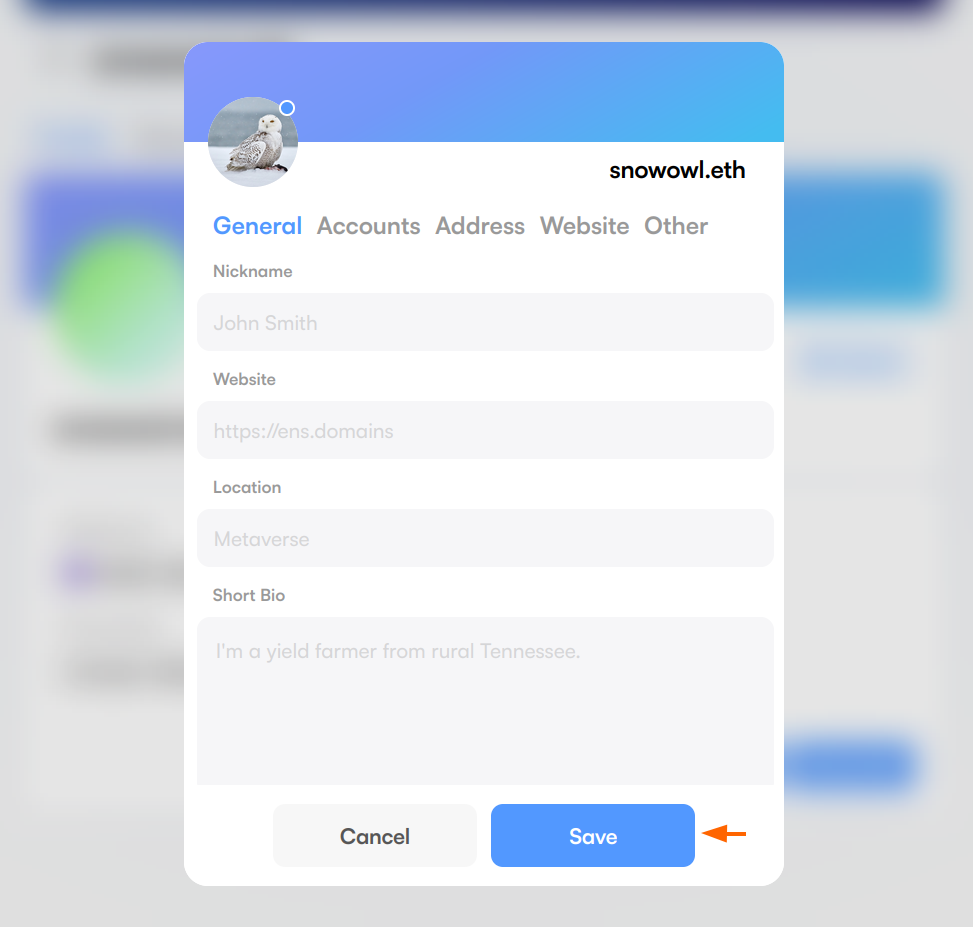 snowowl.eth
General Accounts Address Website Other
Nickname
John Smith
Website
https://ens.domains
Location
Metaverse
Short Bio
I'm a yield farmer from rural Tennessee.
Cancel Save